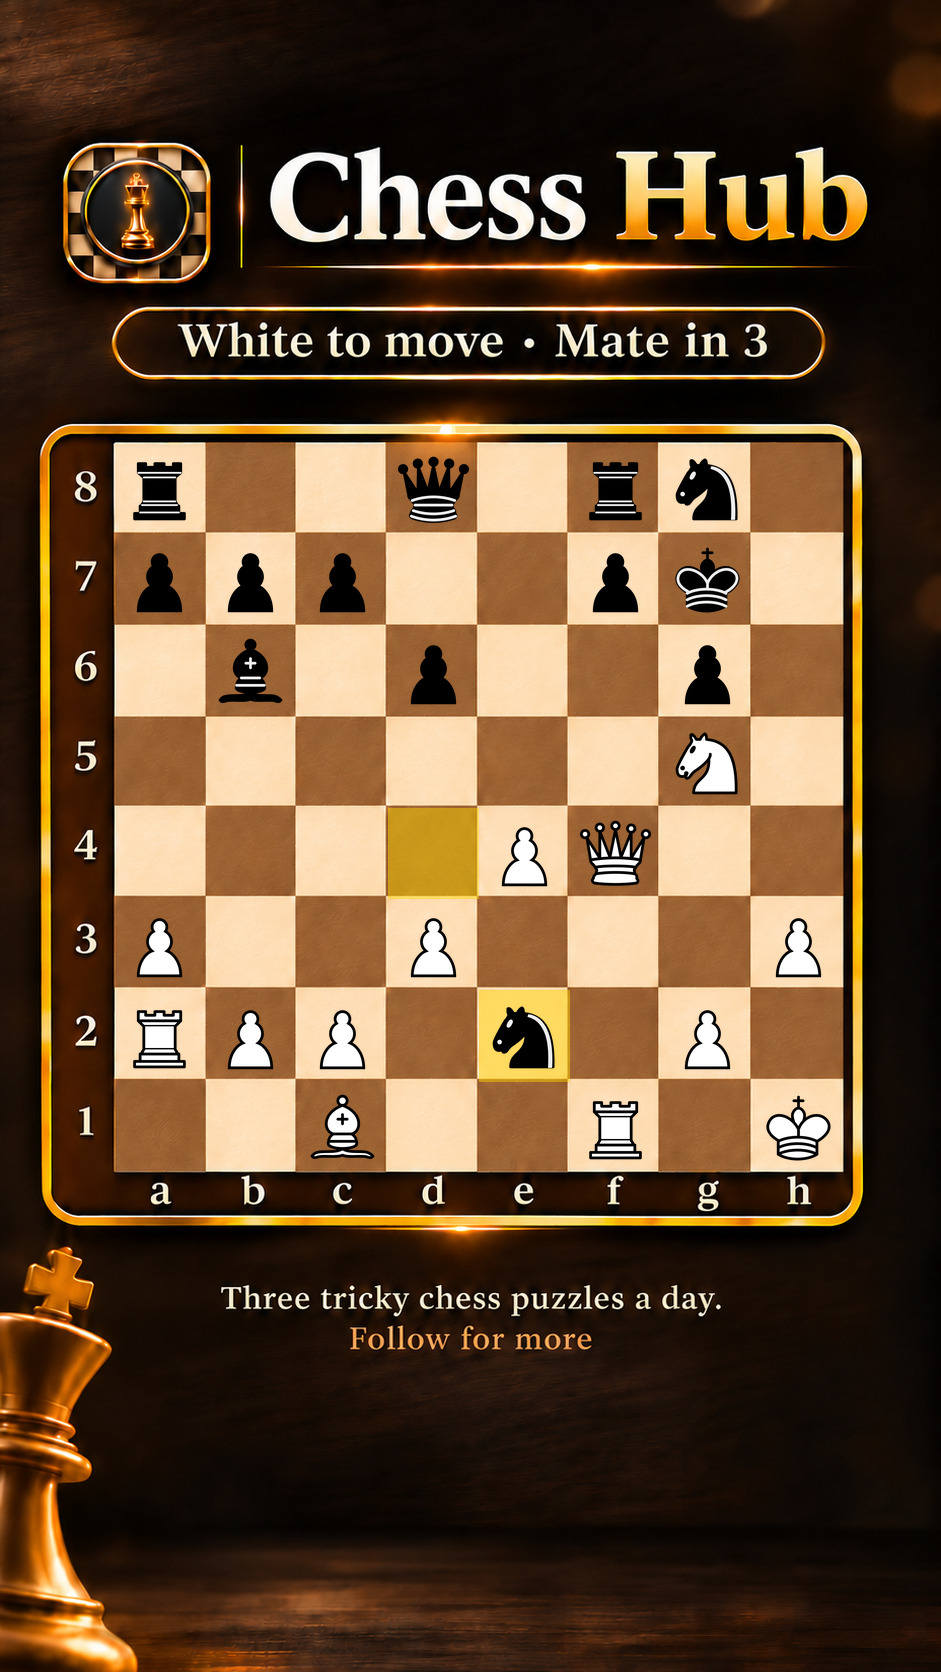 Chess Hub
White to move • Mate in 3
8
7
6
5
4
3
2
1
a b c d e f g h
Three tricky chess puzzles a day.
Follow for more